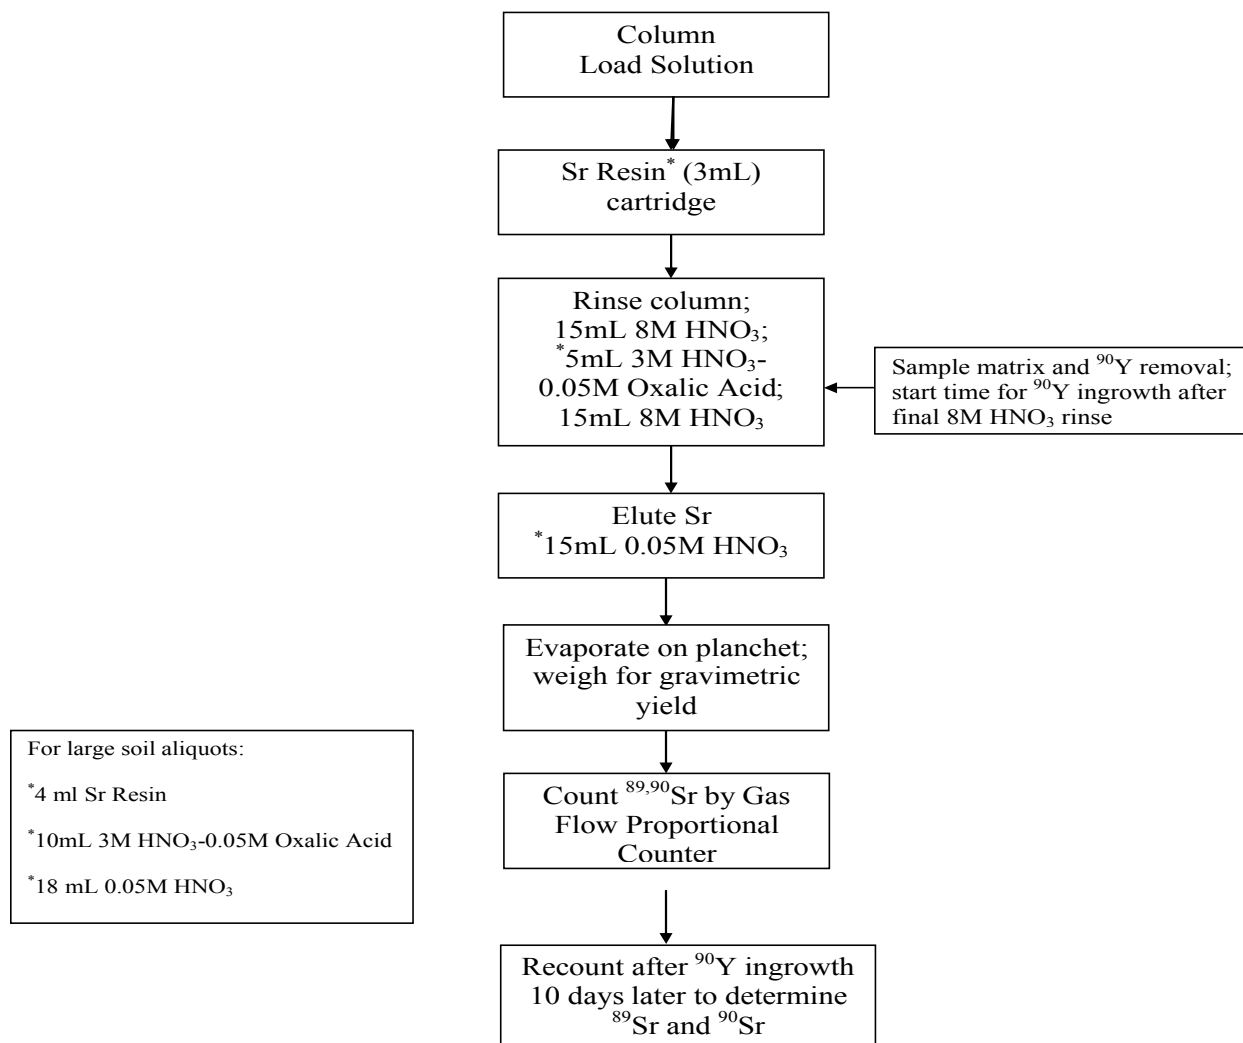 Column
Load Solution
Sr Resin* (3mL)
cartridge
Rinse column;
15mL 8M HNO₃;
*5mL 3M HNO₃-
0.05M Oxalic Acid;
15mL 8M HNO₃
Sample matrix and ⁹⁰Y removal;
start time for ⁹⁰Y ingrowth after
final 8M HNO₃ rinse
Elute Sr
*15mL 0.05M HNO₃
Evaporate on planchet;
weigh for gravimetric
yield
For large soil aliquots:
*4 ml Sr Resin
*10mL 3M HNO₃-0.05M Oxalic Acid
*18 mL 0.05M HNO₃
Count ⁸⁹,⁹⁰Sr by Gas
Flow Proportional
Counter
Recount after ⁹⁰Y ingrowth
10 days later to determine
⁸⁹Sr and ⁹⁰Sr